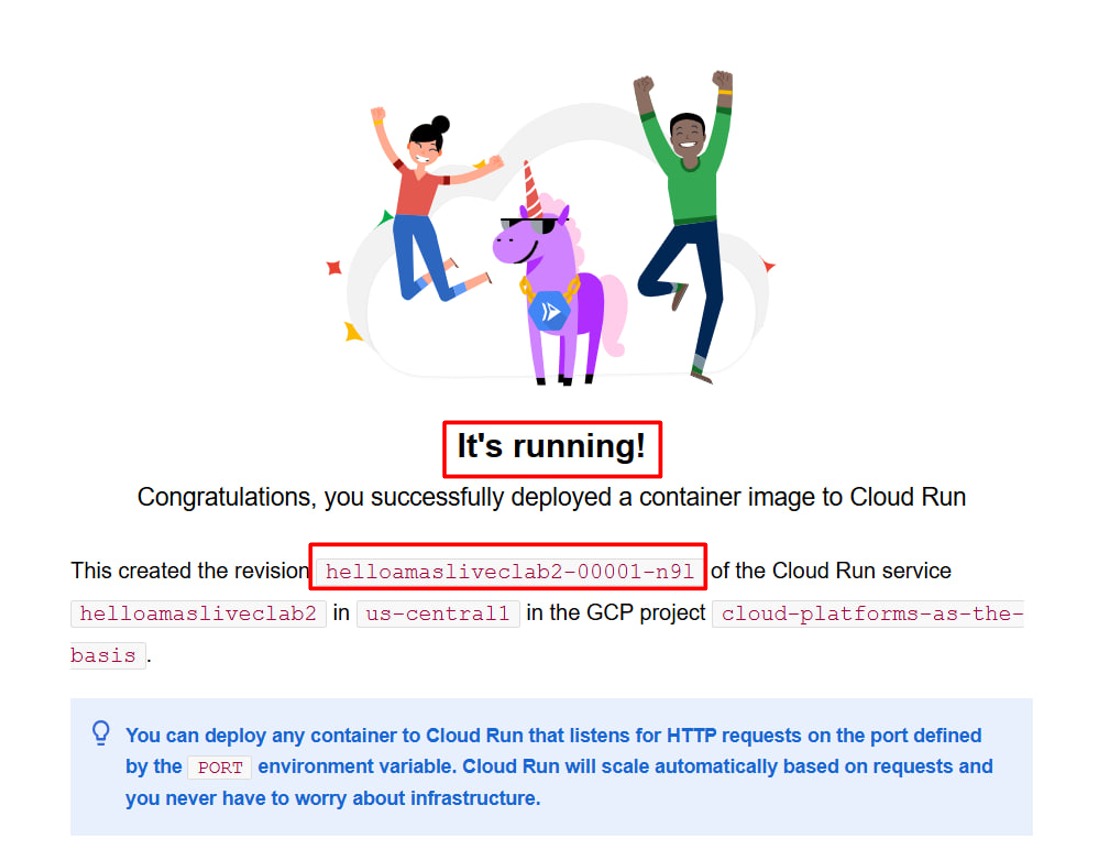 It's running!
Congratulations, you successfully deployed a container image to Cloud Run
This created the revision helloamasliveclab2-00001-n9l of the Cloud Run service
helloamasliveclab2 in us-central1 in the GCP project cloud-platforms-as-the-
basis .
You can deploy any container to Cloud Run that listens for HTTP requests on the port defined
by the PORT environment variable. Cloud Run will scale automatically based on requests and
you never have to worry about infrastructure.